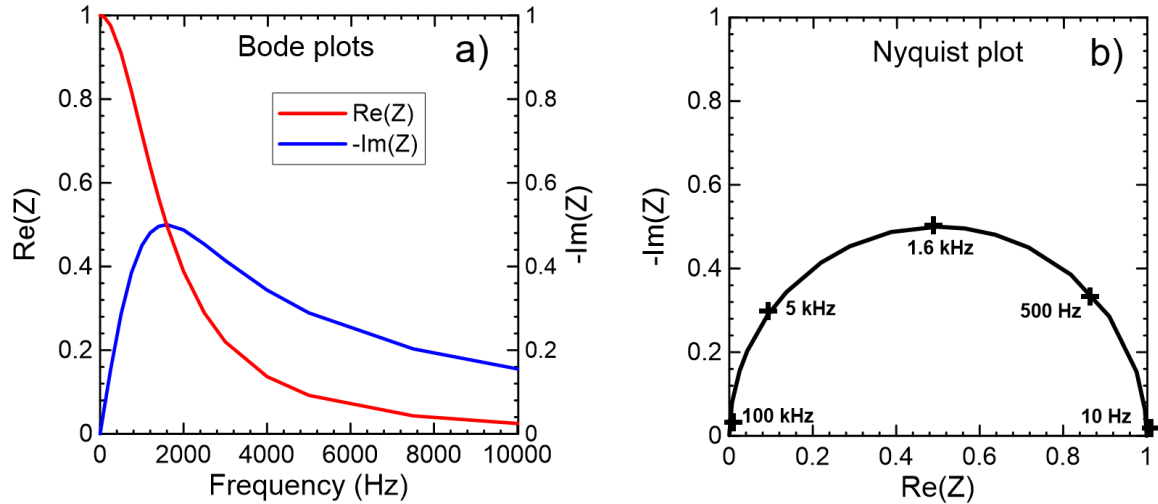 Bode plots
a)
Re(Z)
-Im(Z)
1
0.8
0.6
0.4
0.2
0
Re(Z)
1
0.8
0.6
0.4
0.2
0
-Im(Z)
0
2000
4000
6000
8000
10000
Frequency (Hz)
Nyquist plot
b)
1
0.8
0.6
0.4
0.2
0
-Im(Z)
1.6 kHz
5 kHz
500 Hz
100 kHz
10 Hz
0
0.2
0.4
0.6
0.8
1
Re(Z)